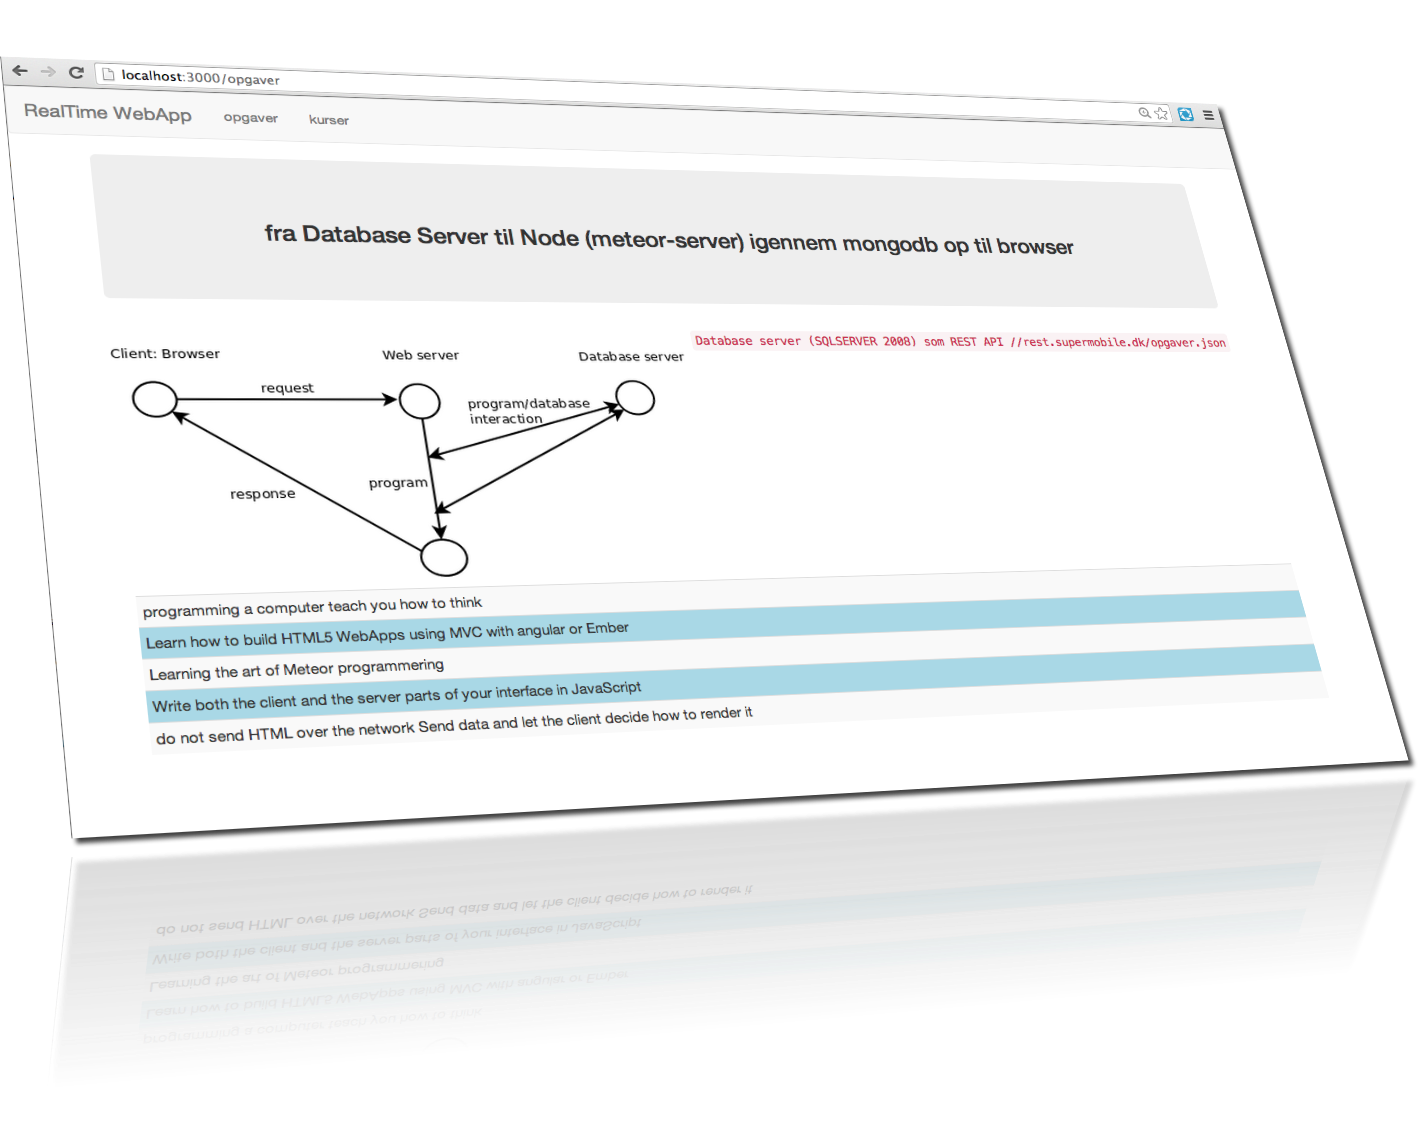 localhost:3000/opgaver
RealTime WebApp opgaver kurser
fra Database Server til Node (meteor-server) igennem mongodb op til browser
Database server (SQLSERVER 2008) som REST API //rest.supermobile.dk/opgaver.json
Client: Browser Web server Database server
request
program/database
interaction
program
response
programming a computer teach you how to think
Learn how to build HTML5 WebApps using MVC with angular or Ember
Learning the art of Meteor programmering
Write both the client and the server parts of your interface in JavaScript
do not send HTML over the network Send data and let the client decide how to render it